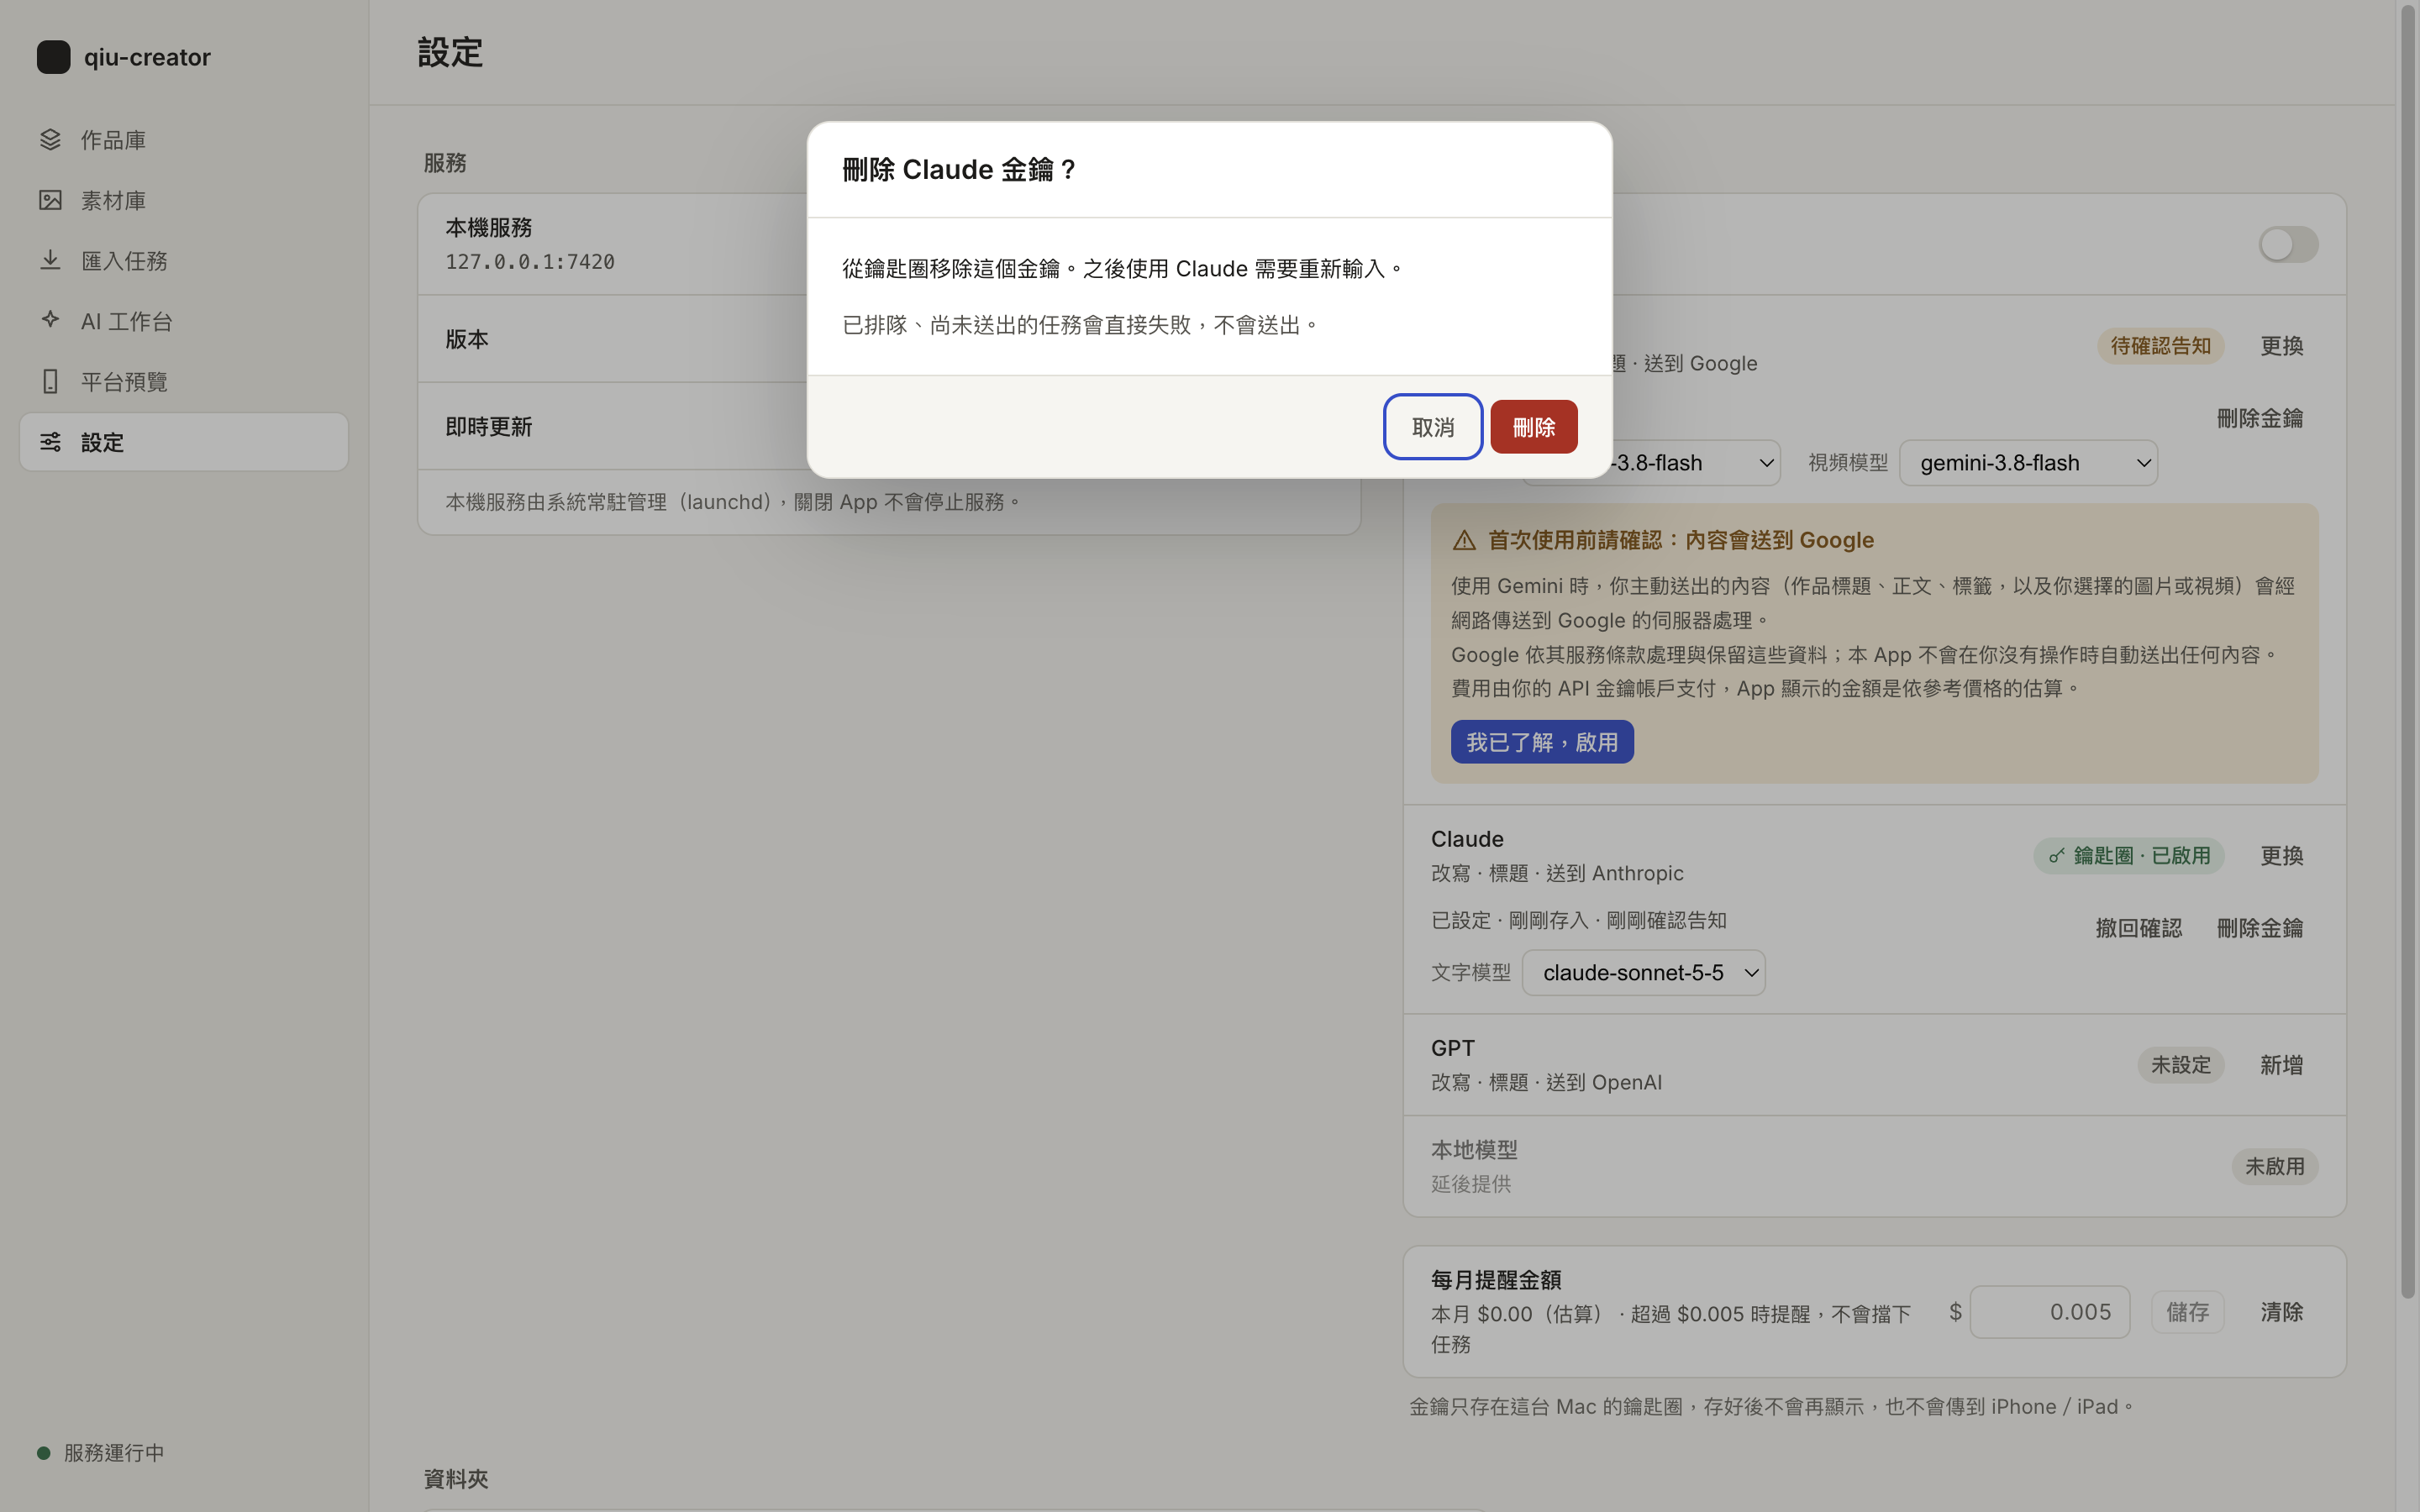 qiu-creator
作品庫
素材庫
匯入任務
AI 工作台
平台預覽
設定
服務運行中
設定
服務
本機服務
127.0.0.1:7420
版本
即時更新
本機服務由系統常駐管理（launchd），關閉 App 不會停止服務。
刪除 Claude 金鑰？
從鑰匙圈移除這個金鑰。之後使用 Claude 需要重新輸入。
已排隊、尚未送出的任務會直接失敗，不會送出。
取消
刪除
題 · 送到 Google
待確認告知
更換
刪除金鑰
-3.8-flash
視頻模型
gemini-3.8-flash
首次使用前請確認：內容會送到 Google
使用 Gemini 時，你主動送出的內容（作品標題、正文、標籤，以及你選擇的圖片或視頻）會經
網路傳送到 Google 的伺服器處理。
Google 依其服務條款處理與保留這些資料；本 App 不會在你沒有操作時自動送出任何內容。
費用由你的 API 金鑰帳戶支付，App 顯示的金額是依參考價格的估算。
我已了解，啟用
Claude
改寫 · 標題 · 送到 Anthropic
鑰匙圈 · 已啟用
更換
已設定 · 剛剛存入 · 剛剛確認告知
撤回確認
刪除金鑰
文字模型
claude-sonnet-5-5
GPT
改寫 · 標題 · 送到 OpenAI
未設定
新增
本地模型
延後提供
未啟用
每月提醒金額
本月 $0.00（估算） · 超過 $0.005 時提醒，不會擋下
任務
$
0.005
儲存
清除
金鑰只存在這台 Mac 的鑰匙圈，存好後不會再顯示，也不會傳到 iPhone / iPad。
資料夾